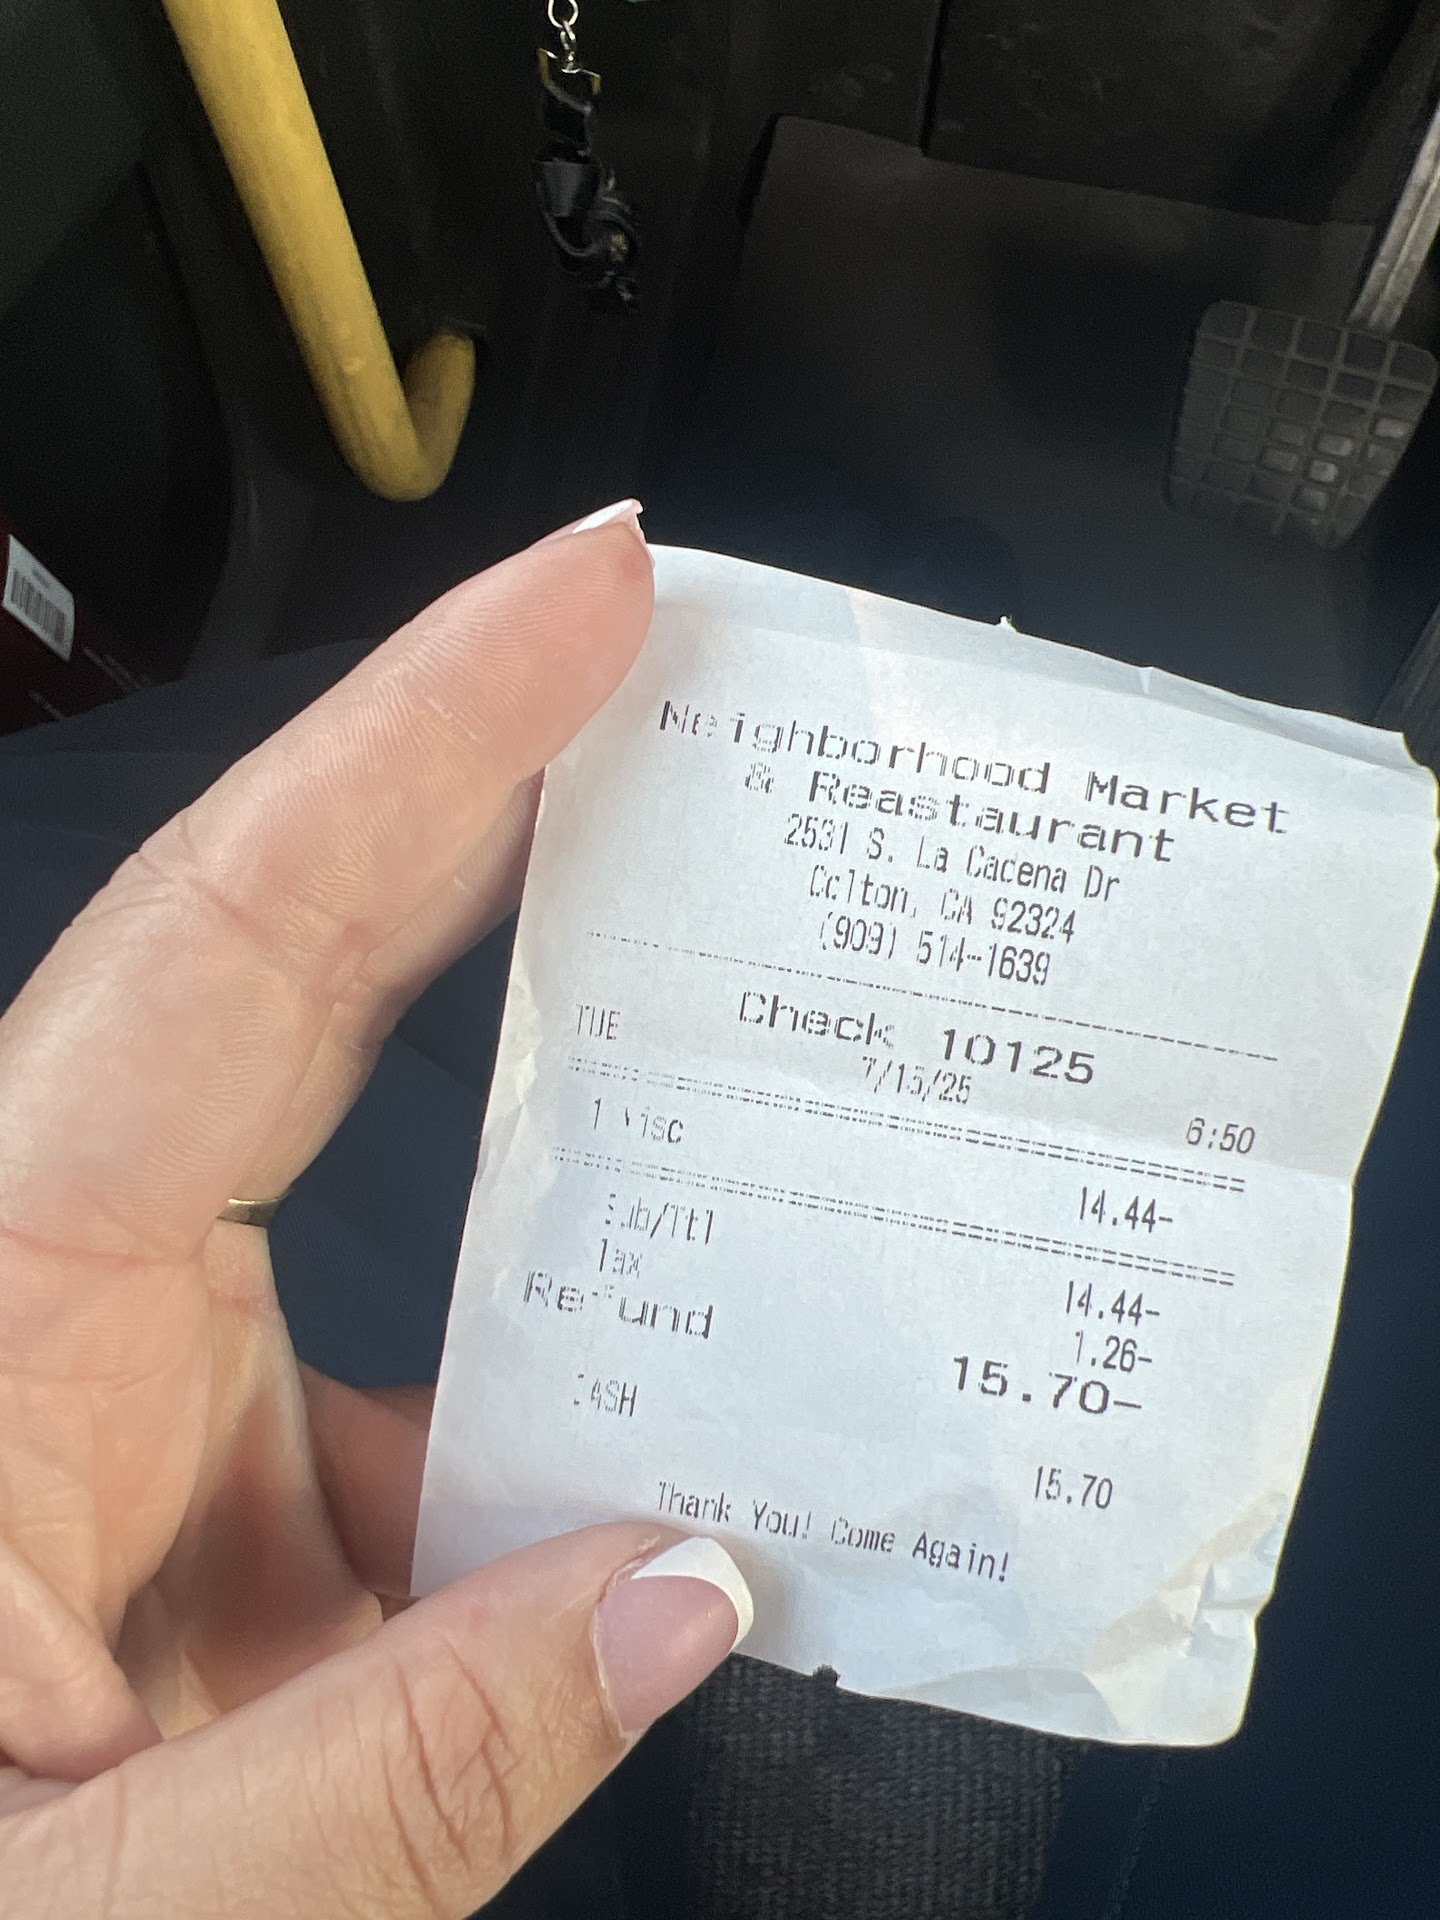 Neighborhood Market
& Reastaurant
2531 S. La Cadena Dr
Colton, CA 92324
(909) 514-1639
Check 10125
TUE 7/15/25 6:50
1 Misc 14.44-
Sub/Ttl 14.44-
Tax 1.26-
Refund 15.70-
CASH 15.70
Thank You! Come Again!